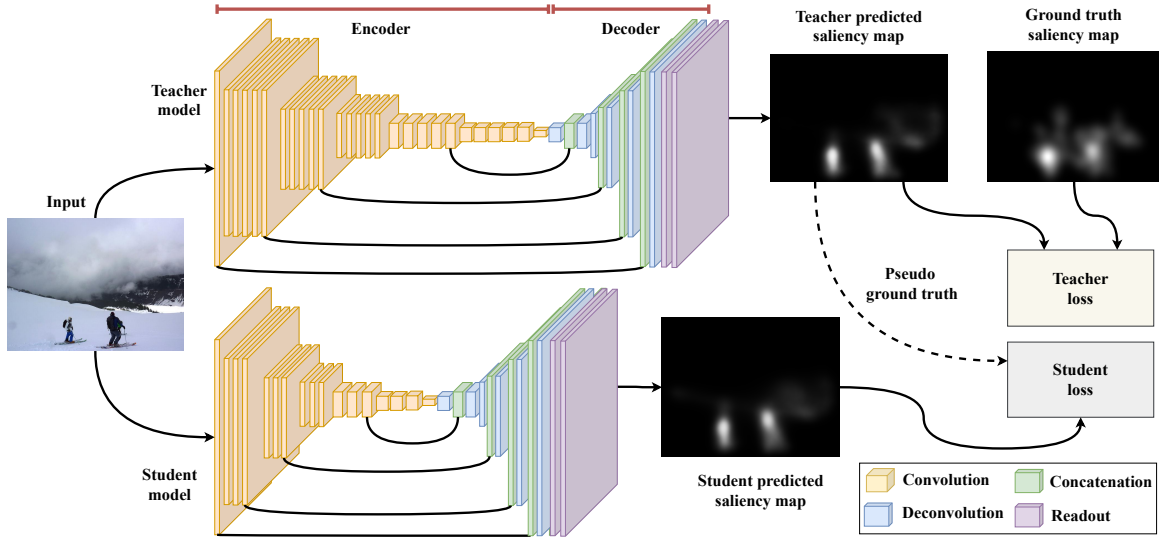 Encoder
Decoder
Teacher predicted
saliency map
Ground truth
saliency map
Teacher
model
Input
Pseudo
ground truth
Teacher
loss
Student
loss
Student
model
Student predicted
saliency map
Convolution
Concatenation
Deconvolution
Readout